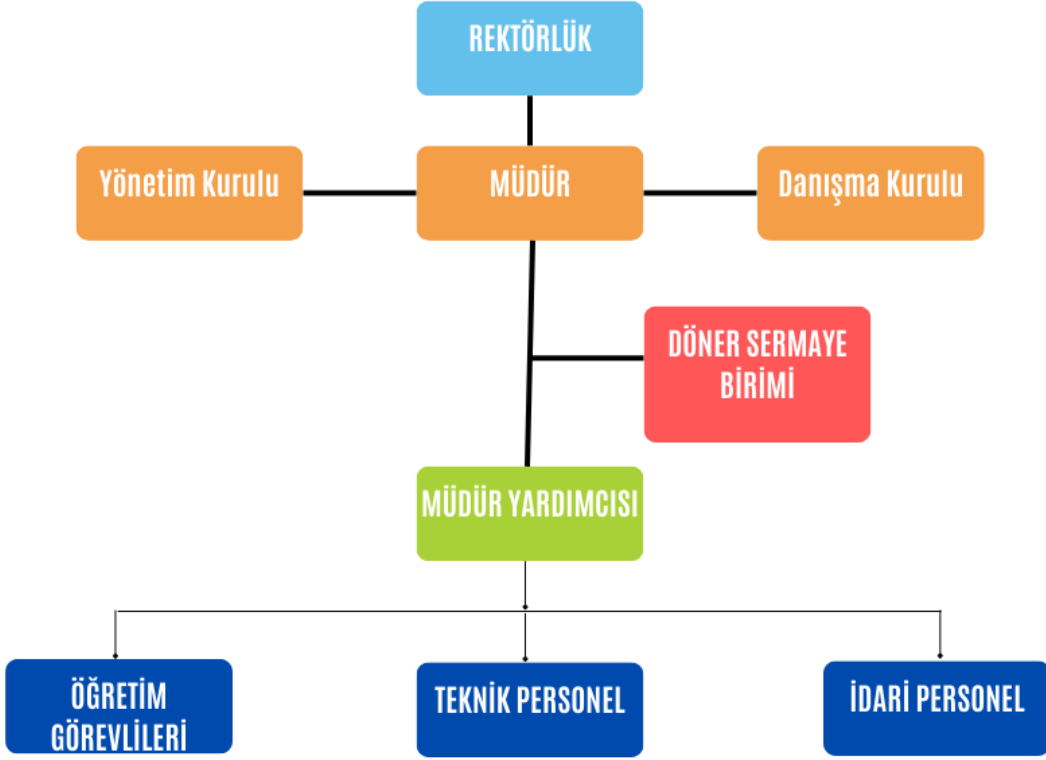 REKTÖRLÜK
Yönetim Kurulu
MÜDÜR
Danışma Kurulu
DÖNER SERMAYE
BİRİMİ
MÜDÜR YARDIMCISI
ÖĞRETİM
GÖREVLİLERİ
TEKNİK PERSONEL
İDARİ PERSONEL